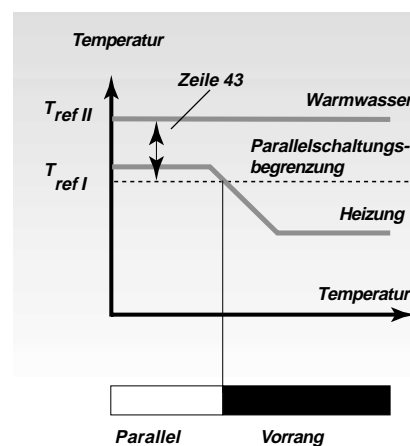 Temperatur
Zeile 43
Warmwasser
T ref II
Parallelschaltungs-
begrenzung
T ref I
Heizung
Temperatur
Parallel Vorrang